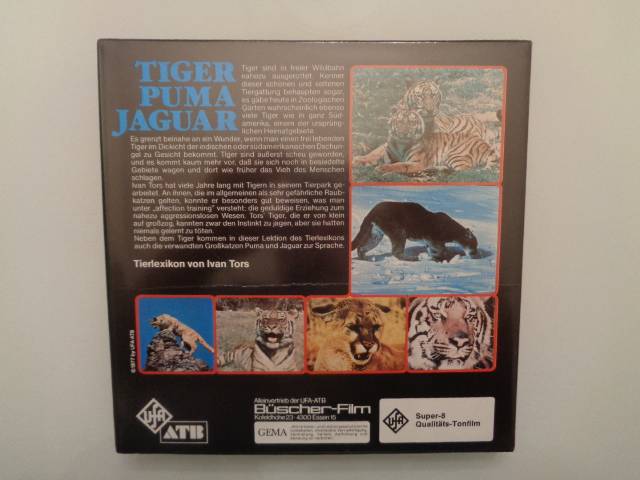 TIGER
PUMA
JAGUAR
Tiger sind in freier Wildbahn
nahezu ausgerottet. Kenner
dieser schönen und seltenen
Tiergattung behaupten sogar,
es gäbe heute in Zoologischen
Gärten wahrscheinlich ebenso
viele Tiger wie in ganz Süd-
amerika, einem der ursprüng-
lichen Heimatgebiete.
Es grenzt beinahe an ein Wunder, wenn man einen frei lebenden
Tiger im Dickicht der indischen oder südamerikanischen Dschun-
gel zu Gesicht bekommt. Tiger sind äußerst scheu geworden,
und es kommt kaum mehr vor, daß sie sich noch in besiedelte
Gebiete wagen und dort wie früher das Vieh des Menschen
schlagen.
Ivan Tors hat viele Jahre lang mit Tigern in seinem Tierpark ge-
arbeitet. An ihnen, die im allgemeinen als sehr gefährliche Raub-
katzen gelten, konnte er besonders gut beweisen, was man
unter „affection training" versteht: die geduldige Erziehung zum
nahezu aggressionslosen Wesen. Tors' Tiger, die er von klein
auf großzog, kannten zwar den Instinkt zu jagen, aber sie hatten
niemals gelernt zu töten.
Neben dem Tiger kommen in dieser Lektion des Tierlexikons
auch die verwandten Großkatzen Puma und Jaguar zur Sprache.
Tierlexikon von Ivan Tors
© 1977 by UFA-ATB
Alleinvertrieb der UFA-ATB
Büscher-Film
Kofeldhöhe 23 · 4300 Essen 15
GEMA
UFA
ATB
UFA
Super-8
Qualitäts-Tonfilm